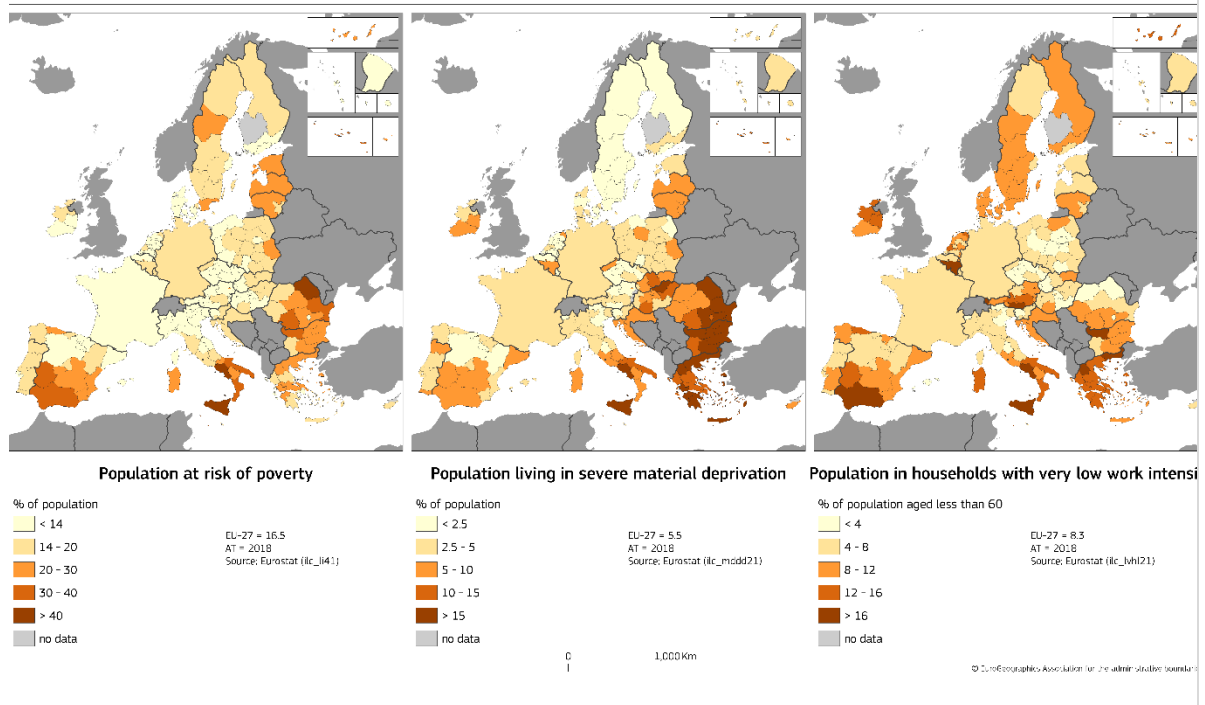 Population at risk of poverty
% of population
< 14
14 - 20
20 - 30
30 - 40
> 40
no data
EU-27 = 16.5
AT = 2018
Source: Eurostat (ilc_li41)
Population living in severe material deprivation
% of population
< 2.5
2.5 - 5
5 - 10
10 - 15
> 15
no data
EU-27 = 5.5
AT = 2018
Source: Eurostat (ilc_mddd21)
0 1,000 Km
Population in households with very low work intensi
% of population aged less than 60
< 4
4 - 8
8 - 12
12 - 16
> 16
no data
EU-27 = 8.3
AT = 2018
Source: Eurostat (ilc_lvhl21)
© EuroGeographics Association for the administrative boundar